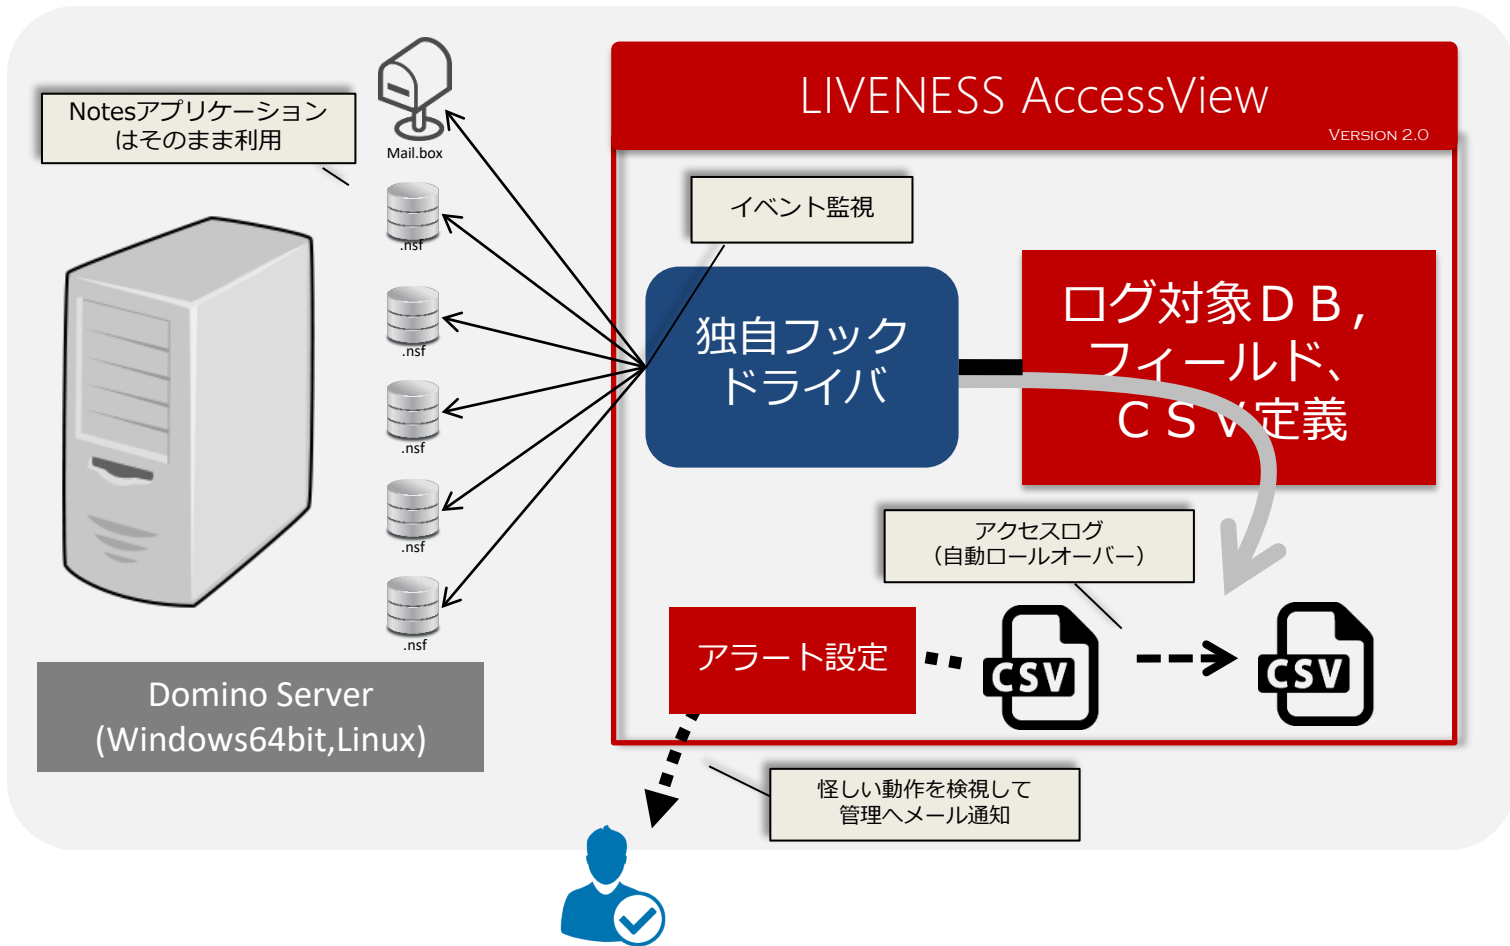 LIVENESS AccessView
VERSION 2.0
Notesアプリケーション
はそのまま利用
Mail.box
.nsf
.nsf
.nsf
.nsf
.nsf
イベント監視
独自フック
ドライバ
ログ対象ＤＢ,
フィールド、
ＣＳＶ定義
アクセスログ
（自動ロールオーバー）
アラート設定
CSV
CSV
Domino Server
(Windows64bit,Linux)
怪しい動作を検視して
管理へメール通知